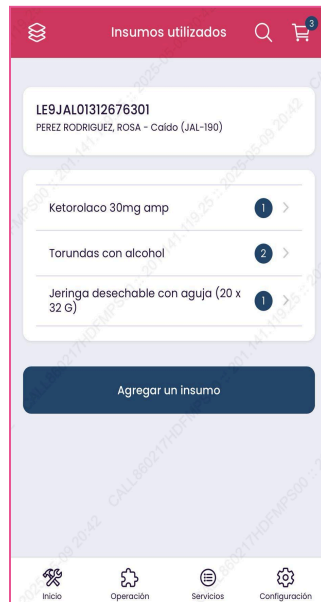 Insumos utilizados
3
LE9JAL01312676301
PEREZ RODRIGUEZ, ROSA - Caído (JAL-190)
Ketorolaco 30mg amp
1
Torundas con alcohol
2
Jeringa desechable con aguja (20 x
32 G)
1
Agregar un insumo
Inicio
Operación
Servicios
Configuración